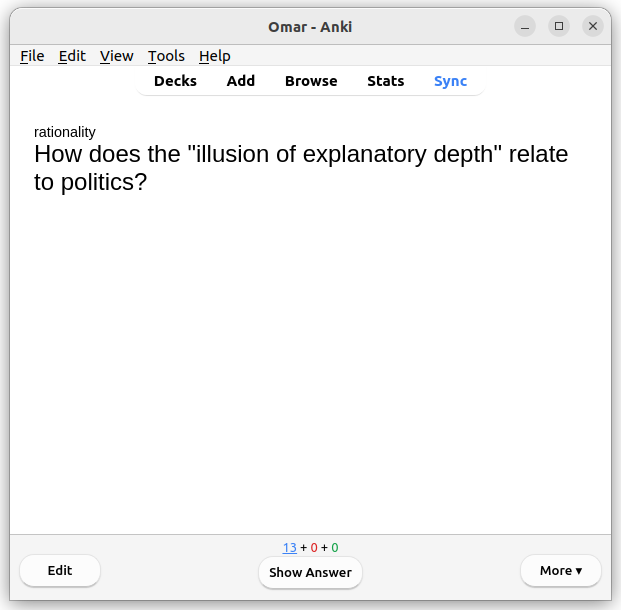 Omar - Anki
File Edit View Tools Help
Decks Add Browse Stats Sync
rationality
How does the "illusion of explanatory depth" relate
to politics?
13 + 0 + 0
Edit Show Answer More ▾